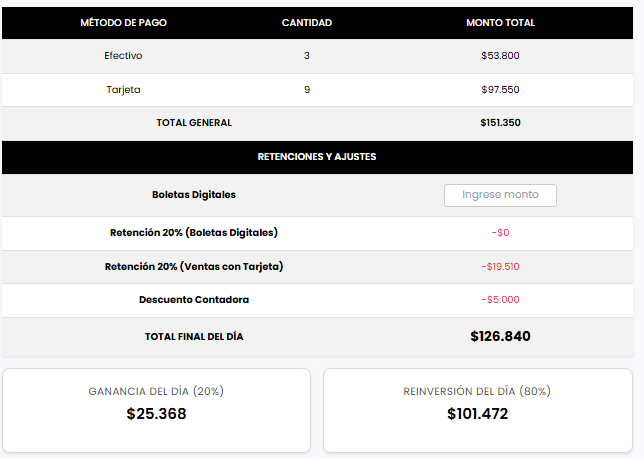 MÉTODO DE PAGO CANTIDAD MONTO TOTAL
Efectivo 3 $53.800
Tarjeta 9 $97.550
TOTAL GENERAL $151.350
RETENCIONES Y AJUSTES
Boletas Digitales Ingrese monto
Retención 20% (Boletas Digitales) -$0
Retención 20% (Ventas con Tarjeta) -$19.510
Descuento Contadora -$5.000
TOTAL FINAL DEL DÍA $126.840
GANANCIA DEL DÍA (20%) REINVERSIÓN DEL DÍA (80%)
$25.368 $101.472